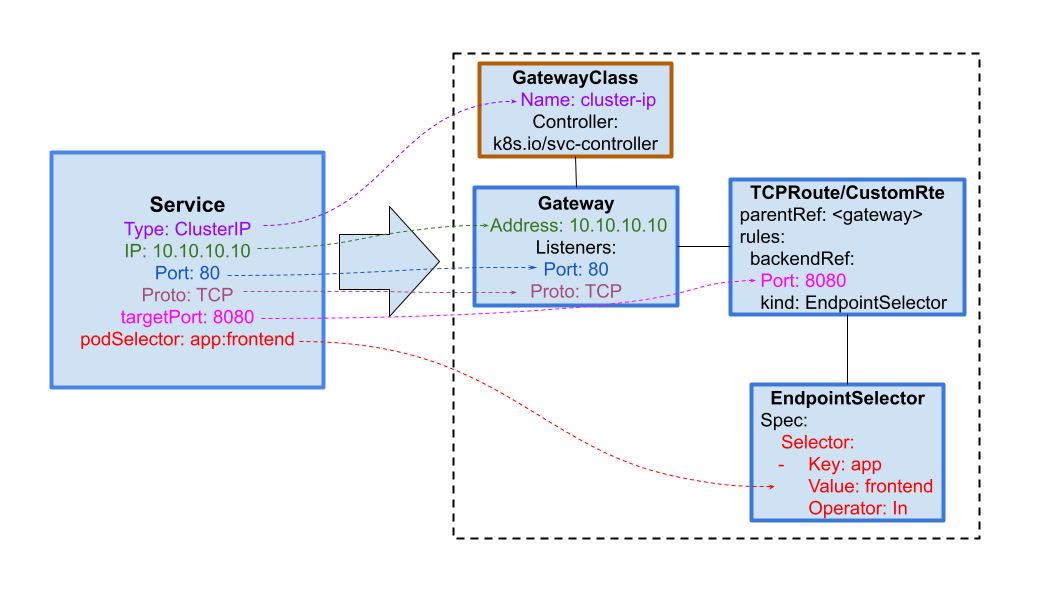 Service
Type: ClusterIP
IP: 10.10.10.10
Port: 80
Proto: TCP
targetPort: 8080
podSelector: app:frontend
GatewayClass
Name: cluster-ip
Controller:
k8s.io/svc-controller
Gateway
Address: 10.10.10.10
Listeners:
Port: 80
Proto: TCP
TCPRoute/CustomRte
parentRef: <gateway>
rules:
backendRef:
Port: 8080
kind: EndpointSelector
EndpointSelector
Spec:
Selector:
- Key: app
Value: frontend
Operator: In